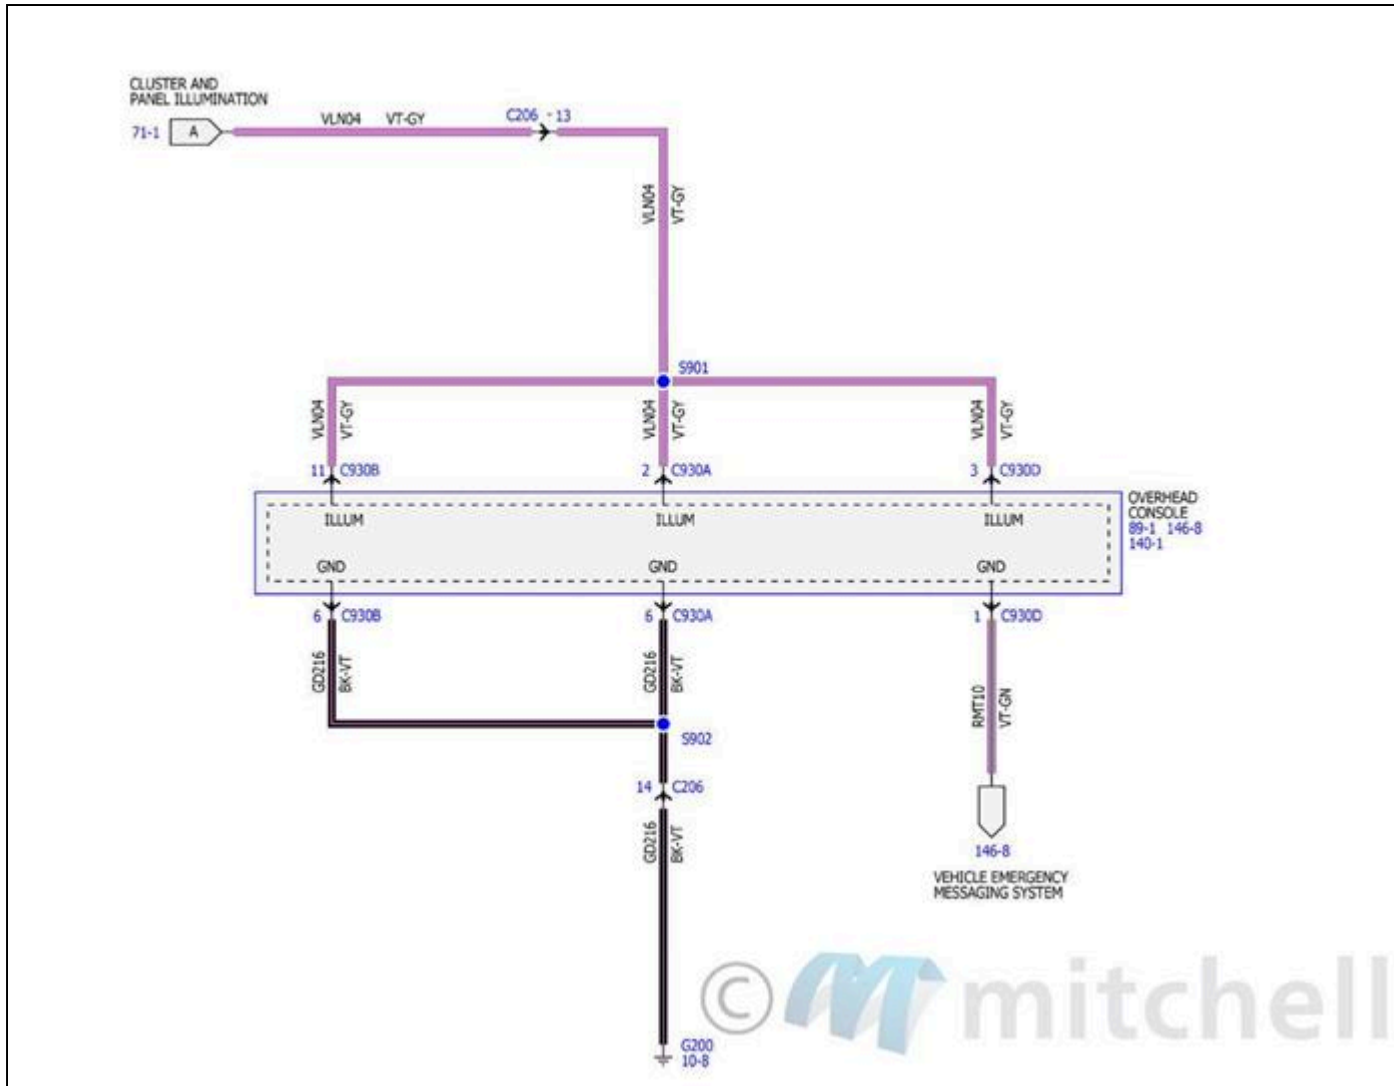 CLUSTER AND
PANEL ILLUMINATION
71-1 A VLN04 VT-GY C206 - 13
VLN04 VT-GY
S901
VLN04 VT-GY VLN04 VT-GY VLN04 VT-GY
11 C930B 2 C930A 3 C930D
OVERHEAD
CONSOLE
89-1 146-8
140-1
ILLUM ILLUM ILLUM
GND GND GND
6 C930B 6 C930A 1 C930D
GD216 BK-VT GD216 BK-VT RMT10 VT-GN
S902
14 C206
GD216 BK-VT
146-8
VEHICLE EMERGENCY
MESSAGING SYSTEM
© M mitchell
G200
10-8